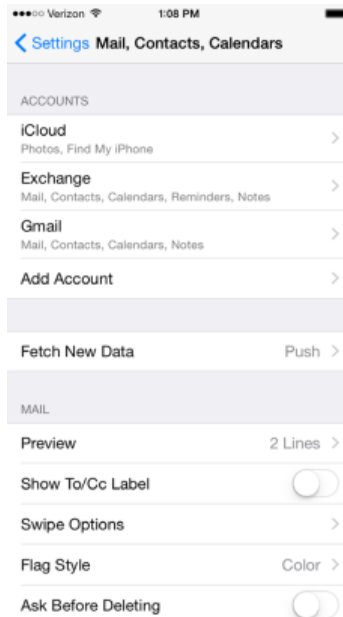 Verizon 1:08 PM
Settings Mail, Contacts, Calendars
ACCOUNTS
iCloud
Photos, Find My iPhone
Exchange
Mail, Contacts, Calendars, Reminders, Notes
Gmail
Mail, Contacts, Calendars, Notes
Add Account
Fetch New Data Push
MAIL
Preview 2 Lines
Show To/Cc Label
Swipe Options
Flag Style Color
Ask Before Deleting